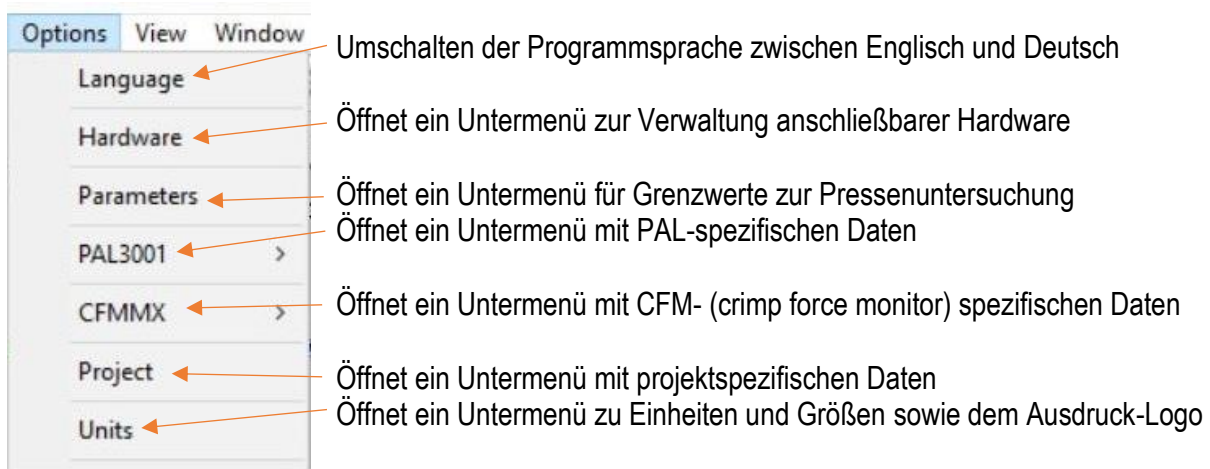 Options View Window
Umschalten der Programmsprache zwischen Englisch und Deutsch
Language
Öffnet ein Untermenü zur Verwaltung anschließbarer Hardware
Hardware
Öffnet ein Untermenü für Grenzwerte zur Pressenuntersuchung
Parameters
Öffnet ein Untermenü mit PAL-spezifischen Daten
PAL3001 >
Öffnet ein Untermenü mit CFM- (crimp force monitor) spezifischen Daten
CFMMX >
Öffnet ein Untermenü mit projektspezifischen Daten
Project
Öffnet ein Untermenü zu Einheiten und Größen sowie dem Ausdruck-Logo
Units